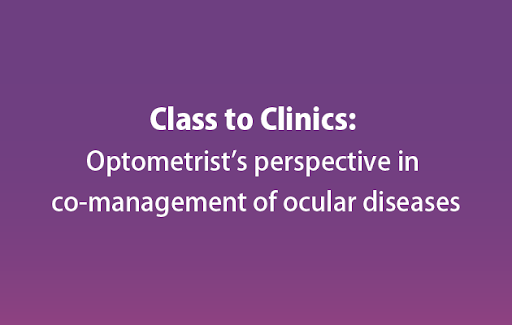 Class to Clinics:
Optometrist’s perspective in
co-management of ocular diseases